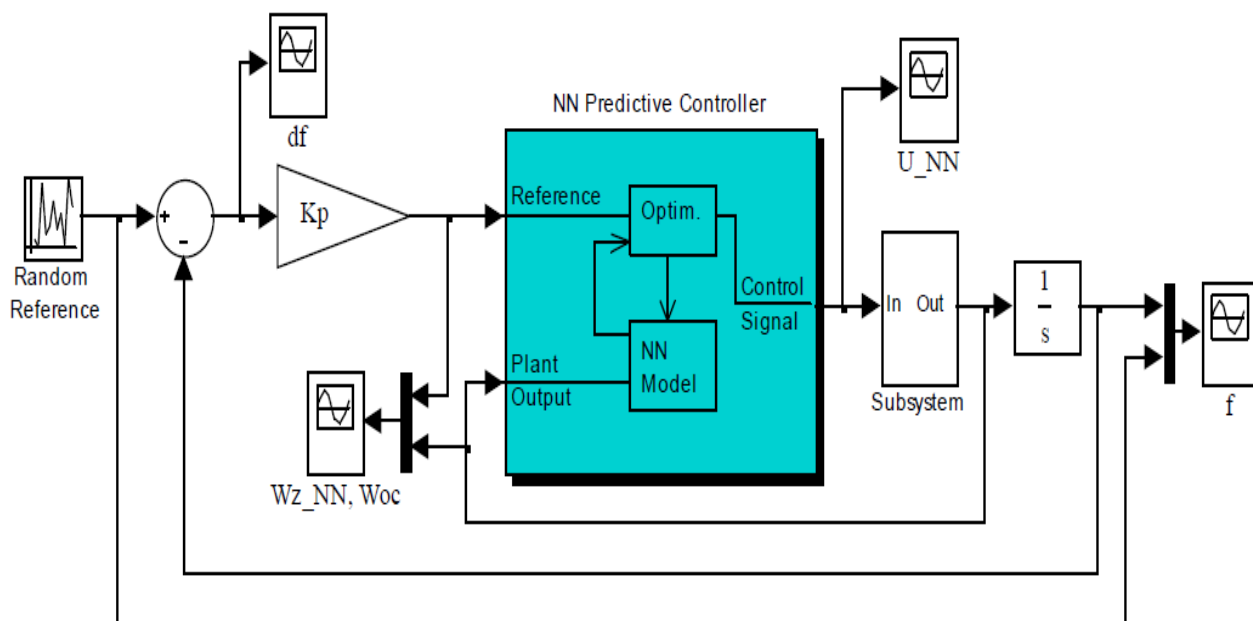 df
NN Predictive Controller
U_NN
Random
Reference
+
-
Kp
Reference
Optim.
Control
Signal
NN
Model
Plant
Output
In Out
Subsystem
1
s
f
Wz_NN, Woc